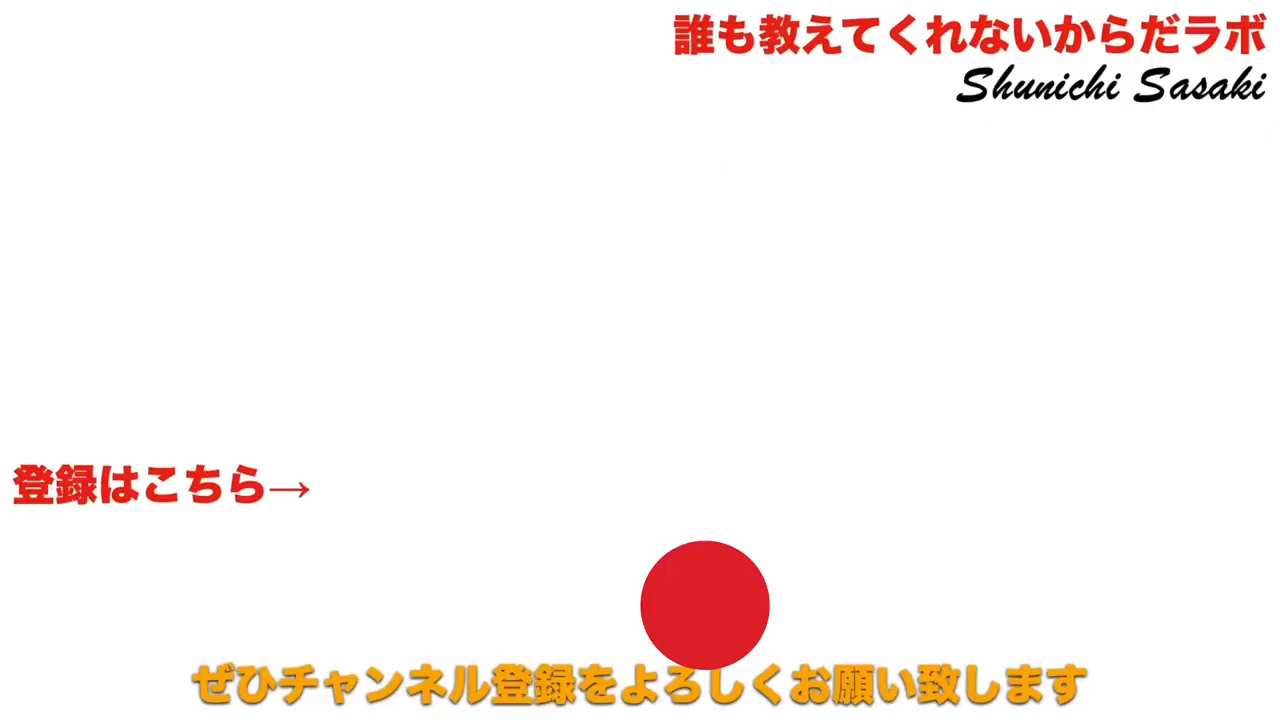 誰も教えてくれないからだラボ
Shunichi Sasaki
登録はこちら→
ぜひチャンネル登録をよろしくお願い致します